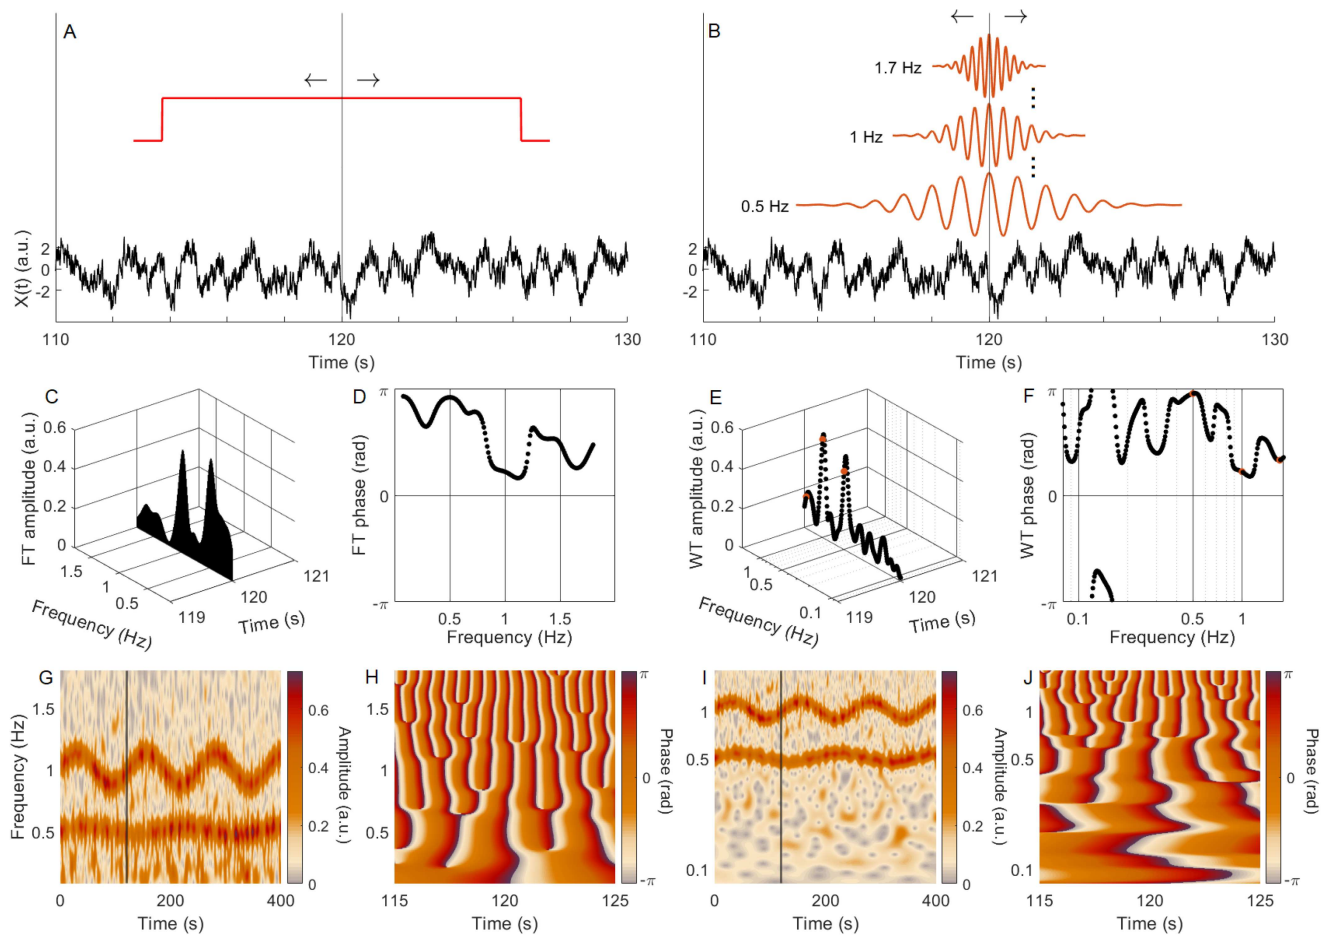 A
X(t) (a.u.)
2
0
-2
110
120
130
Time (s)
B
1.7 Hz
1 Hz
0.5 Hz
2
0
-2
110
120
130
Time (s)
C
FT amplitude (a.u.)
0.6
0.4
0.2
0
1.5
1
0.5
Frequency (Hz)
119
120
121
Time (s)
D
FT phase (rad)
π
0
-π
0.5
1
1.5
Frequency (Hz)
E
WT amplitude (a.u.)
0.6
0.4
0.2
0
1
0.5
0.1
Frequency (Hz)
119
120
121
Time (s)
F
WT phase (rad)
π
0
-π
0.1
0.5
1
Frequency (Hz)
G
Frequency (Hz)
1.5
1
0.5
0
200
400
Time (s)
0.6
0.4
0.2
0
Amplitude (a.u.)
H
1.5
1
0.5
115
120
125
Time (s)
π
0
-π
Phase (rad)
I
1
0.5
0.1
0
200
400
Time (s)
0.6
0.4
0.2
0
Amplitude (a.u.)
J
1
0.5
0.1
115
120
125
Time (s)
π
0
-π
Phase (rad)